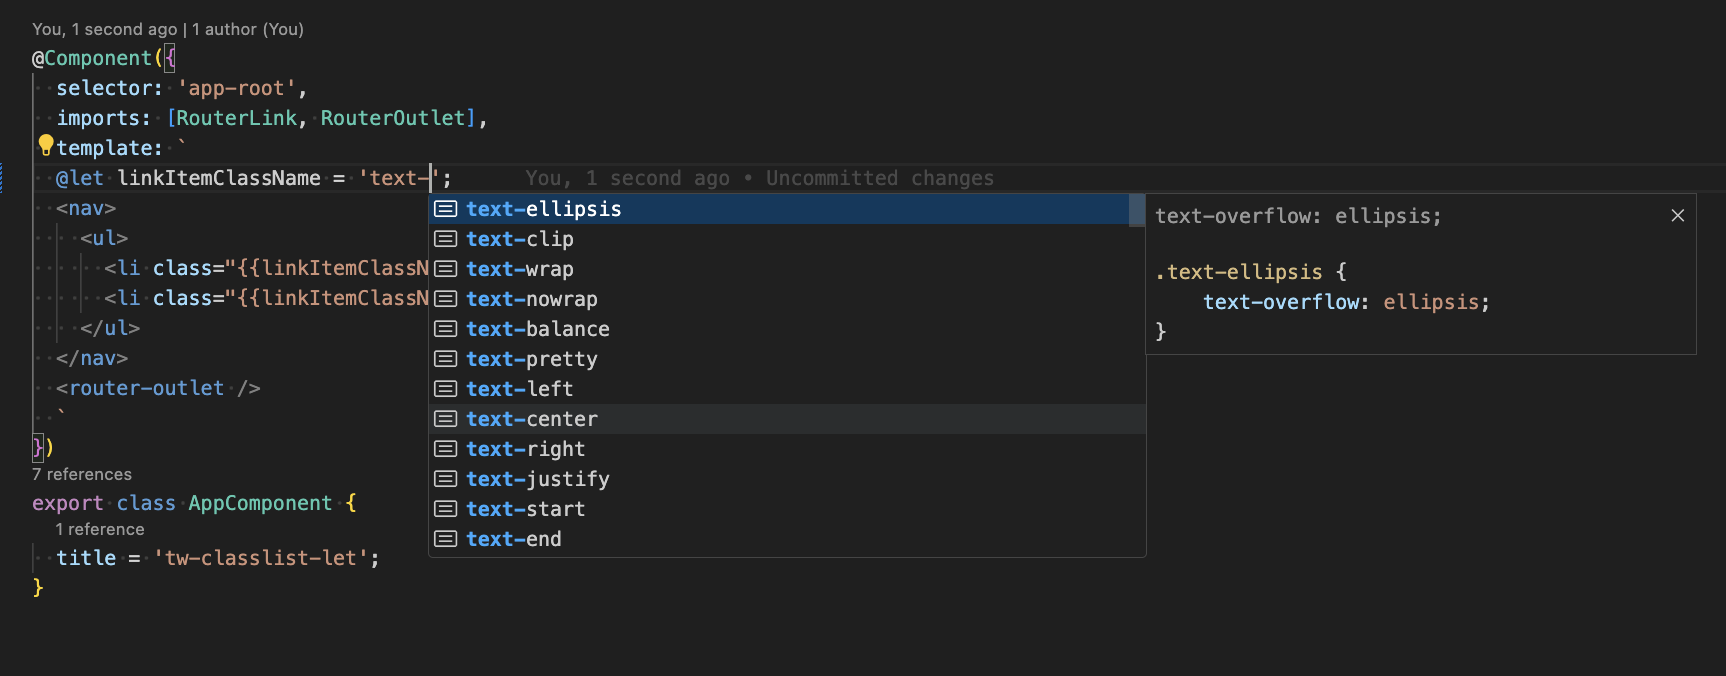 You, 1 second ago | 1 author (You)
@Component({
selector: 'app-root',
imports: [RouterLink, RouterOutlet],
template: `
@let linkItemClassName = 'text-'; You, 1 second ago • Uncommitted changes
<nav>
<ul>
<li class="{{linkItemClassN
<li class="{{linkItemClassN
</ul>
</nav>
<router-outlet />
`
})
7 references
export class AppComponent {
1 reference
title = 'tw-classlist-let';
}
text-ellipsis
text-clip
text-wrap
text-nowrap
text-balance
text-pretty
text-left
text-center
text-right
text-justify
text-start
text-end
text-overflow: ellipsis;
.text-ellipsis {
text-overflow: ellipsis;
}